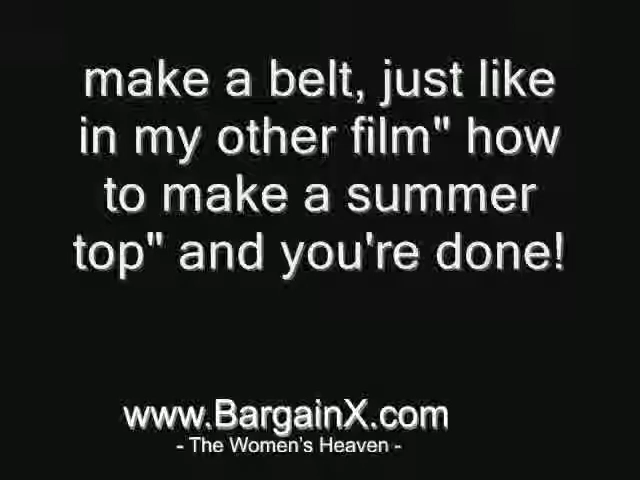 make a belt, just like
in my other film" how
to make a summer
top" and you're done!
www.BargainX.com
- The Women's Heaven -